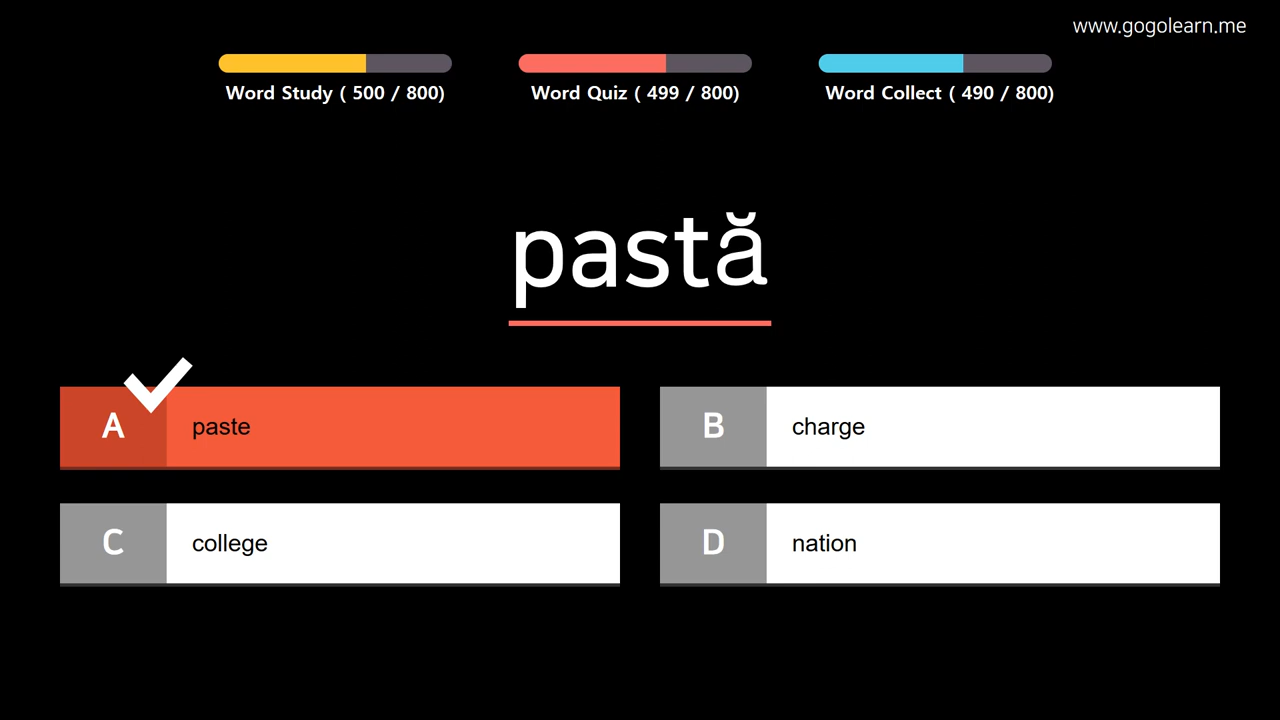 www.gogolearn.me
Word Study ( 500 / 800)
Word Quiz ( 499 / 800)
Word Collect ( 490 / 800)
pastă
A paste
B charge
C college
D nation